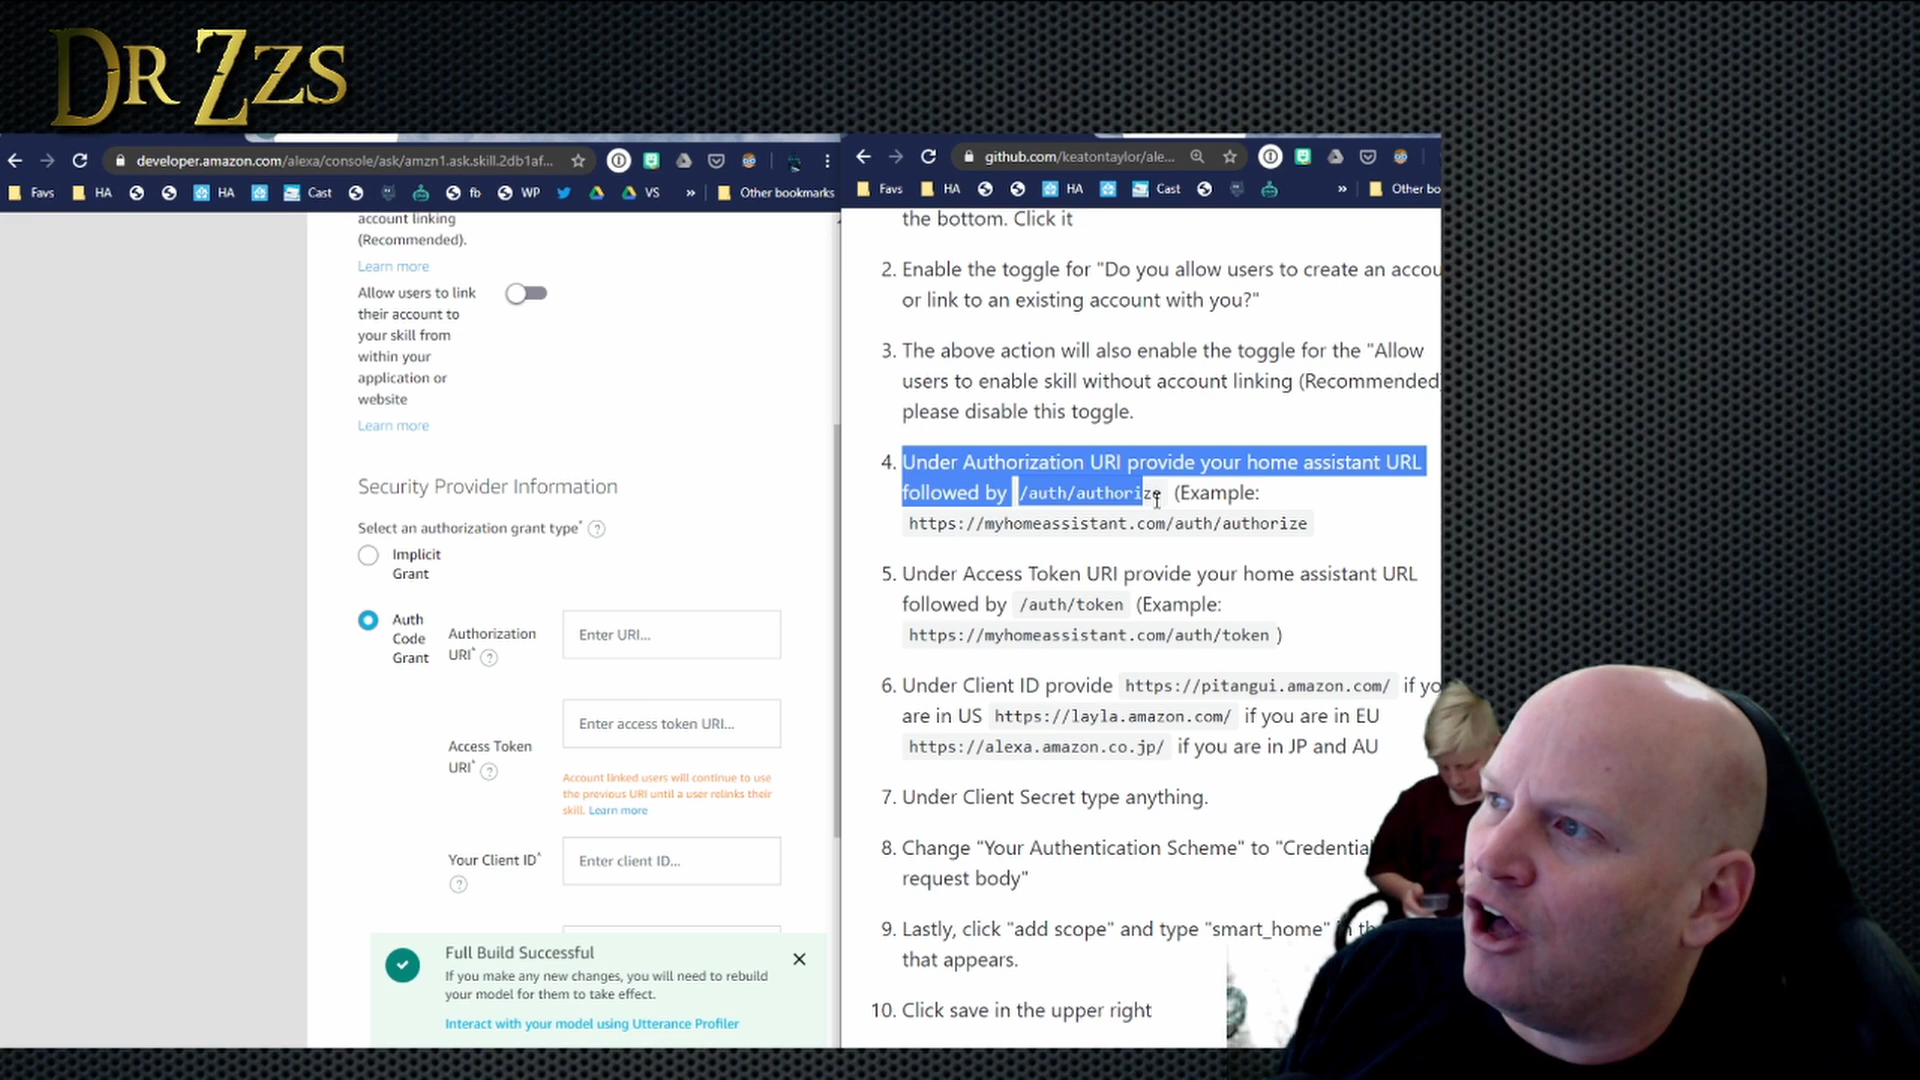 DR ZZS
developer.amazon.com/alexa/console/ask/amzn1.ask.skill.2db1af...
Favs HA HA Cast fb WP VS » Other bookmarks
account linking
(Recommended).
Learn more
Allow users to link
their account to
your skill from
within your
application or
website
Learn more
Security Provider Information
Select an authorization grant type* ?
Implicit
Grant
Auth
Code
Grant
Authorization
URI* ?
Enter URI...
Access Token
URI* ?
Enter access token URI...
Account linked users will continue to use
the previous URI until a user relinks their
skill. Learn more
Your Client ID*
?
Enter client ID...
Full Build Successful
If you make any new changes, you will need to rebuild
your model for them to take effect.
Interact with your model using Utterance Profiler
github.com/keatontaylor/ale...
Favs HA HA Cast » Other bo
the bottom. Click it
2. Enable the toggle for "Do you allow users to create an accou
or link to an existing account with you?"
3. The above action will also enable the toggle for the "Allow
users to enable skill without account linking (Recommended)
please disable this toggle.
4. Under Authorization URI provide your home assistant URL
followed by /auth/authorize (Example:
https://myhomeassistant.com/auth/authorize
5. Under Access Token URI provide your home assistant URL
followed by /auth/token (Example:
https://myhomeassistant.com/auth/token )
6. Under Client ID provide https://pitangui.amazon.com/ if yo
are in US https://layla.amazon.com/ if you are in EU
https://alexa.amazon.co.jp/ if you are in JP and AU
7. Under Client Secret type anything.
8. Change "Your Authentication Scheme" to "Credential
request body"
9. Lastly, click "add scope" and type "smart_home" in th
that appears.
10. Click save in the upper right